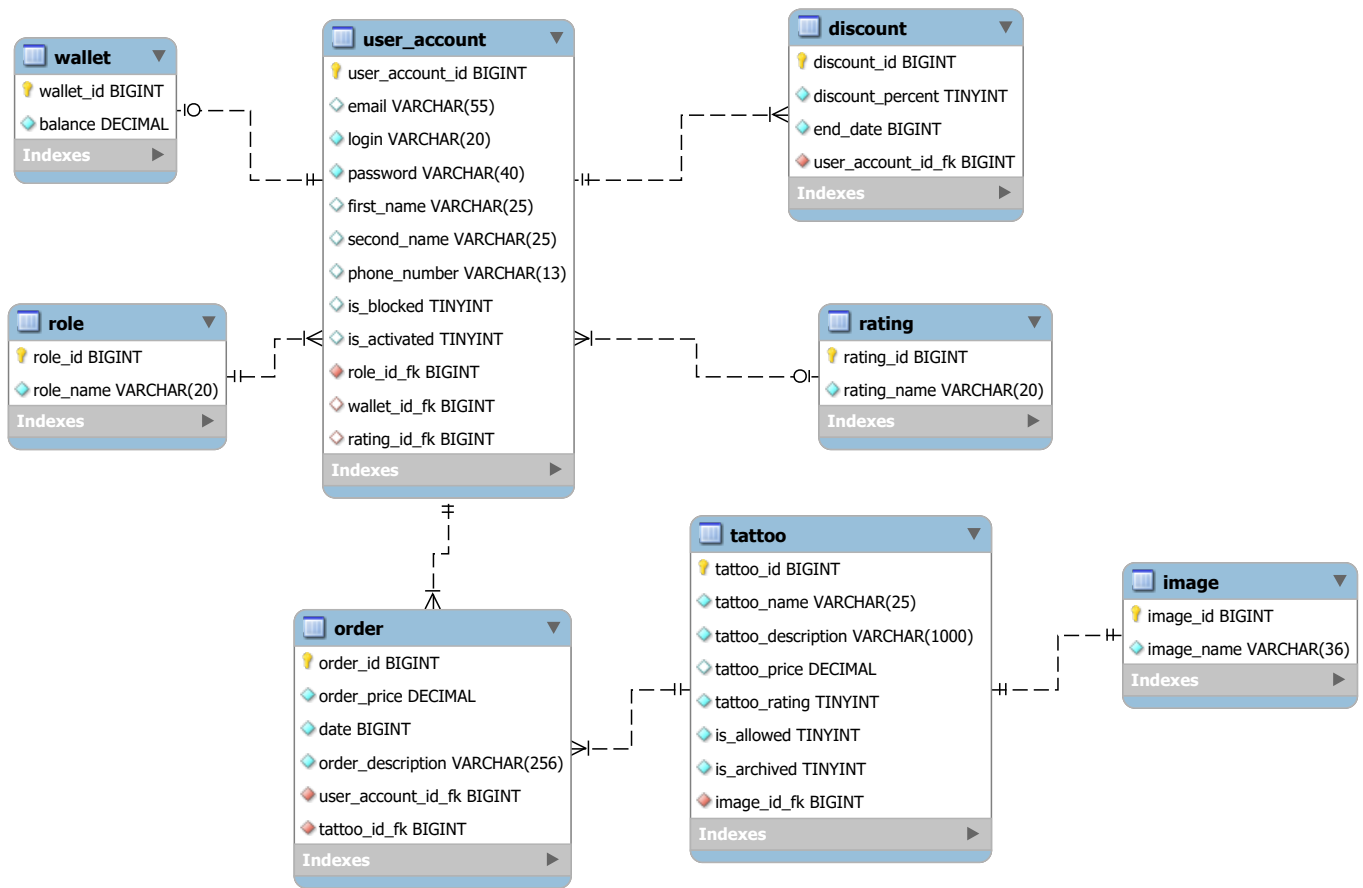 wallet
wallet_id BIGINT
balance DECIMAL
Indexes
user_account
user_account_id BIGINT
email VARCHAR(55)
login VARCHAR(20)
password VARCHAR(40)
first_name VARCHAR(25)
second_name VARCHAR(25)
phone_number VARCHAR(13)
is_blocked TINYINT
is_activated TINYINT
role_id_fk BIGINT
wallet_id_fk BIGINT
rating_id_fk BIGINT
Indexes
discount
discount_id BIGINT
discount_percent TINYINT
end_date BIGINT
user_account_id_fk BIGINT
Indexes
role
role_id BIGINT
role_name VARCHAR(20)
Indexes
rating
rating_id BIGINT
rating_name VARCHAR(20)
Indexes
order
order_id BIGINT
order_price DECIMAL
date BIGINT
order_description VARCHAR(256)
user_account_id_fk BIGINT
tattoo_id_fk BIGINT
Indexes
tattoo
tattoo_id BIGINT
tattoo_name VARCHAR(25)
tattoo_description VARCHAR(1000)
tattoo_price DECIMAL
tattoo_rating TINYINT
is_allowed TINYINT
is_archived TINYINT
image_id_fk BIGINT
Indexes
image
image_id BIGINT
image_name VARCHAR(36)
Indexes